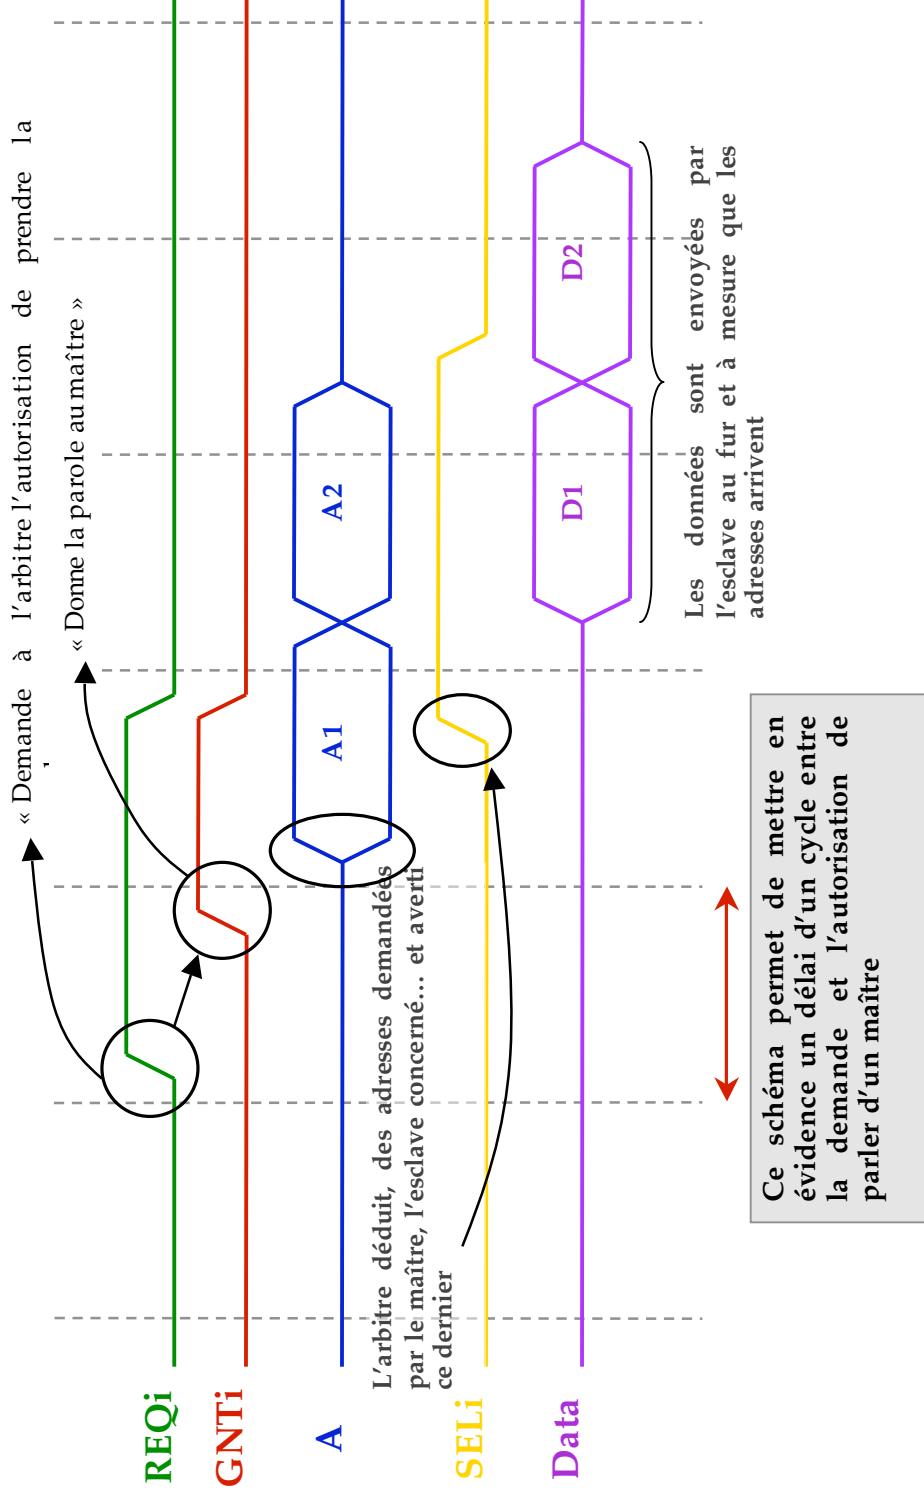 « Demande à l'arbitre l'autorisation de prendre la
« Donne la parole au maître »
REQi
GNTi
A
A1
A2
L'arbitre déduit, des adresses demandées
par le maître, l'esclave concerné... et averti
ce dernier
SELi
Data
D1
D2
Les données sont envoyées par
l'esclave au fur et à mesure que les
adresses arrivent
Ce schéma permet de mettre en
évidence un délai d'un cycle entre
la demande et l'autorisation de
parler d'un maître